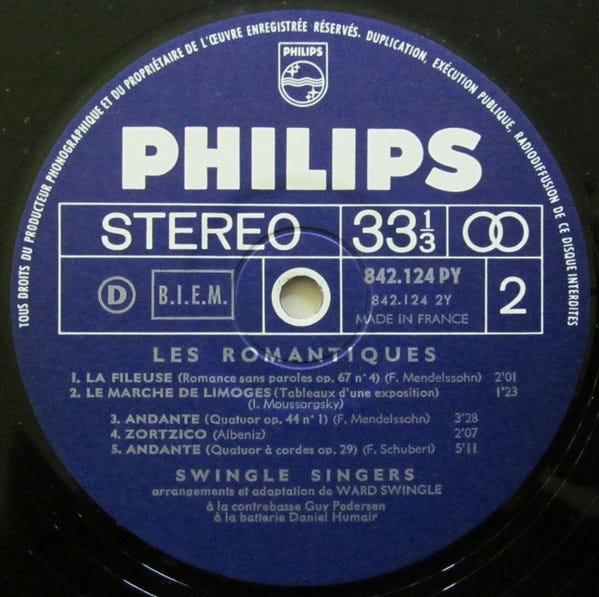 TOUS DROITS DU PRODUCTEUR PHONOGRAPHIQUE ET DU PROPRIÉTAIRE DE L'ŒUVRE ENREGISTRÉE RÉSERVÉS. DUPLICATION, EXÉCUTION PUBLIQUE, RADIODIFFUSION DE CE DISQUE INTERDITES
PHILIPS
PHILIPS
STEREO 33 1/3
D B.I.E.M. 842.124 PY 2
842.124 2Y
MADE IN FRANCE
LES ROMANTIQUES
1. LA FILEUSE (Romance sans paroles op. 67 n° 4) (F. Mendelssohn) 2'01
2. LE MARCHE DE LIMOGES (Tableaux d'une exposition) 1'23
(I. Moussorgsky)
3. ANDANTE (Quatuor op. 44 n° 1) (F. Mendelssohn) 3'28
4. ZORTZICO (Albeniz) 2'07
5. ANDANTE (Quatuor à cordes op. 29) (F. Schubert) 5'11
SWINGLE SINGERS
arrangements et adaptation de WARD SWINGLE
à la contrebasse Guy Pedersen
à la batterie Daniel Humair